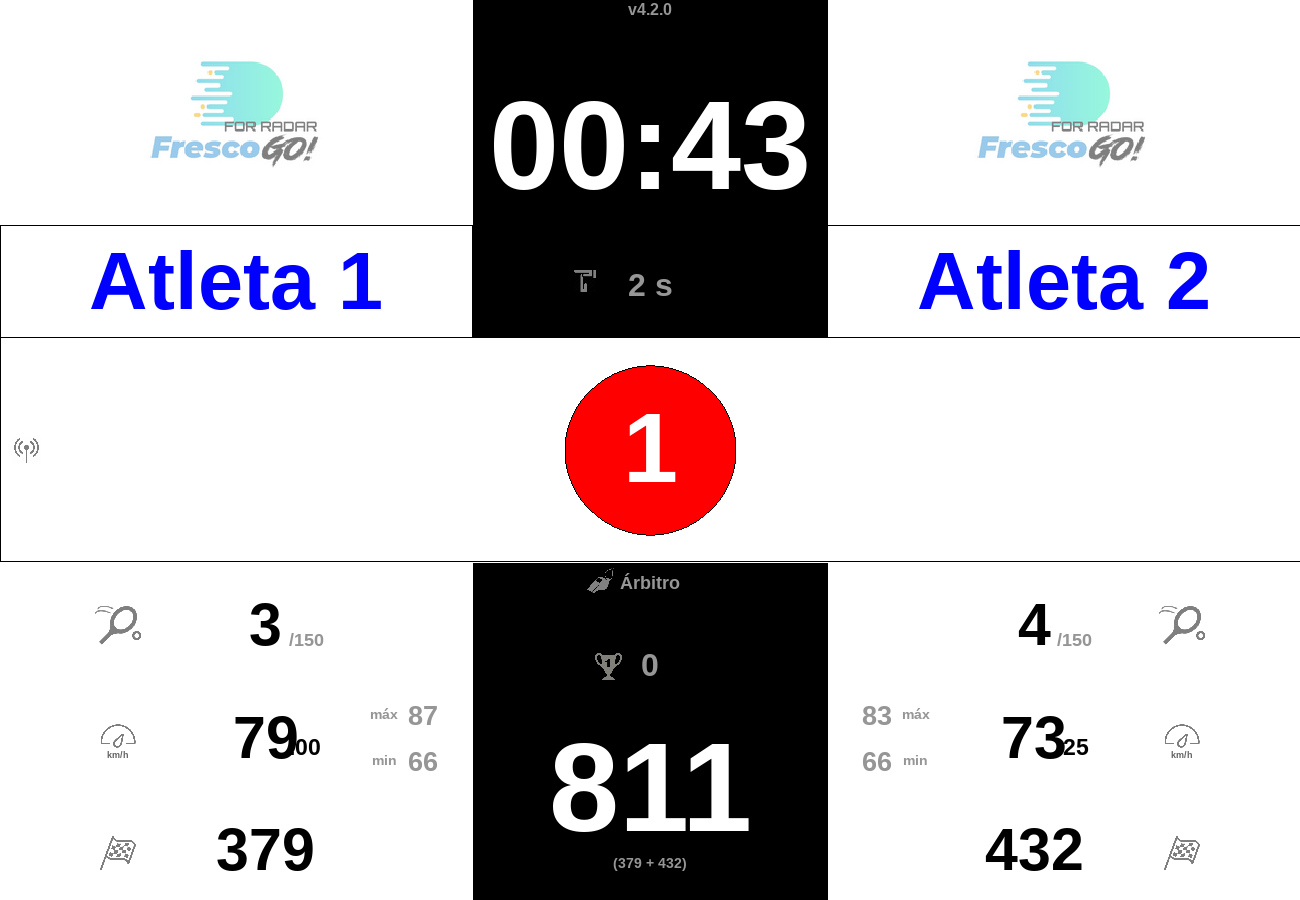 v4.2.0
FOR RADAR
FrescoGO!
00:43
FOR RADAR
FrescoGO!
Atleta 1
2 s
Atleta 2
1
Árbitro
3 /150
0
4 /150
79.00
km/h
máx 87
min 66
811
83 máx
66 min
73.25
km/h
379
(379 + 432)
432